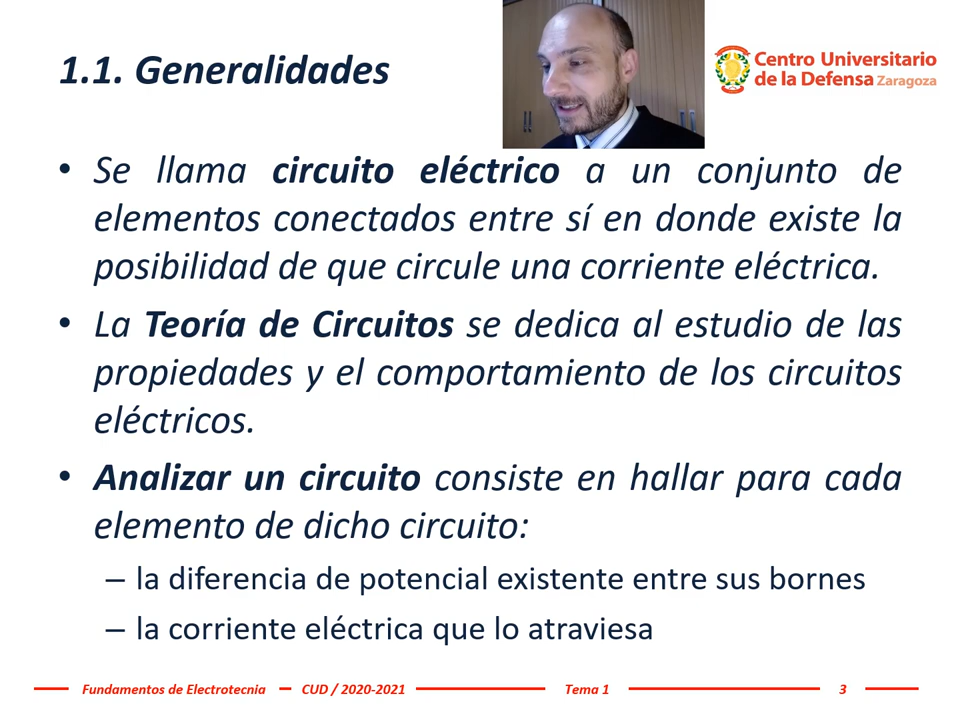 1.1. Generalidades
Centro Universitario
de la Defensa Zaragoza
• Se llama circuito eléctrico a un conjunto de
elementos conectados entre sí en donde existe la
posibilidad de que circule una corriente eléctrica.
• La Teoría de Circuitos se dedica al estudio de las
propiedades y el comportamiento de los circuitos
eléctricos.
• Analizar un circuito consiste en hallar para cada
elemento de dicho circuito:
– la diferencia de potencial existente entre sus bornes
– la corriente eléctrica que lo atraviesa
Fundamentos de Electrotecnia – CUD / 2020-2021 Tema 1 3